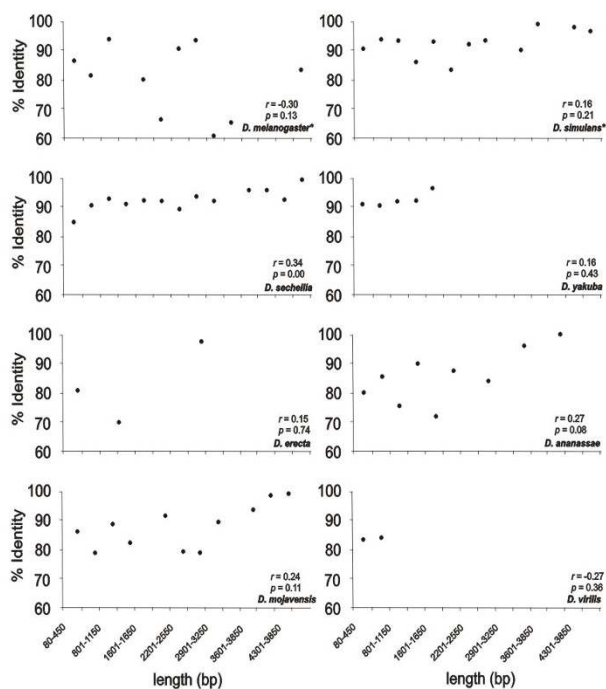 100
90
80
70
60
% Identity
r = -0.30
p = 0.13
D. melanogaster*
100
90
80
70
60
r = 0.16
p = 0.21
D. simulans*
100
90
80
70
60
% Identity
r = 0.34
p = 0.00
D. sechellia
100
90
80
70
60
r = 0.16
p = 0.43
D. yakuba
100
90
80
70
60
% Identity
r = 0.15
p = 0.74
D. erecta
100
90
80
70
60
r = 0.27
p = 0.08
D. ananassae
100
90
80
70
60
% Identity
r = 0.24
p = 0.11
D. mojavensis
100
90
80
70
60
r = -0.27
p = 0.36
D. virilis
80-450
801-1150
1601-1650
2201-2550
2901-3250
3601-3850
4301-3850
length (bp)
80-450
801-1150
1601-1650
2201-2550
2901-3250
3601-3850
4301-3850
length (bp)